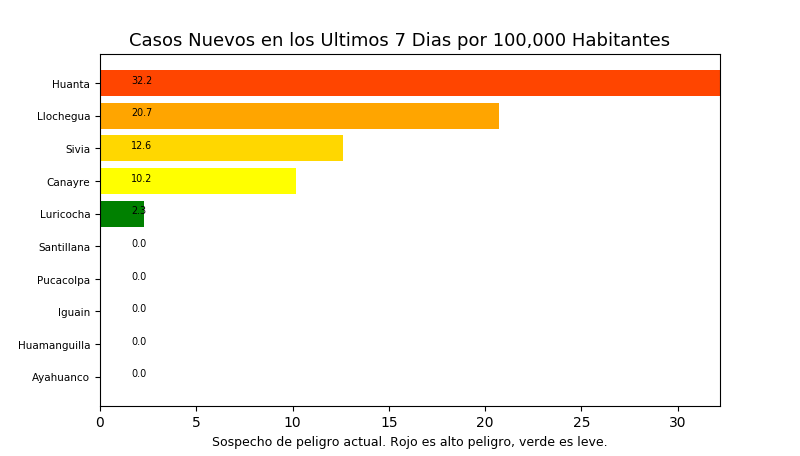 Casos Nuevos en los Ultimos 7 Dias por 100,000 Habitantes
Huanta 32.2
Llochegua 20.7
Sivia 12.6
Canayre 10.2
Luricocha 2.3
Santillana 0.0
Pucacolpa 0.0
Iguain 0.0
Huamanguilla 0.0
Ayahuanco 0.0
0 5 10 15 20 25 30
Sospecho de peligro actual. Rojo es alto peligro, verde es leve.